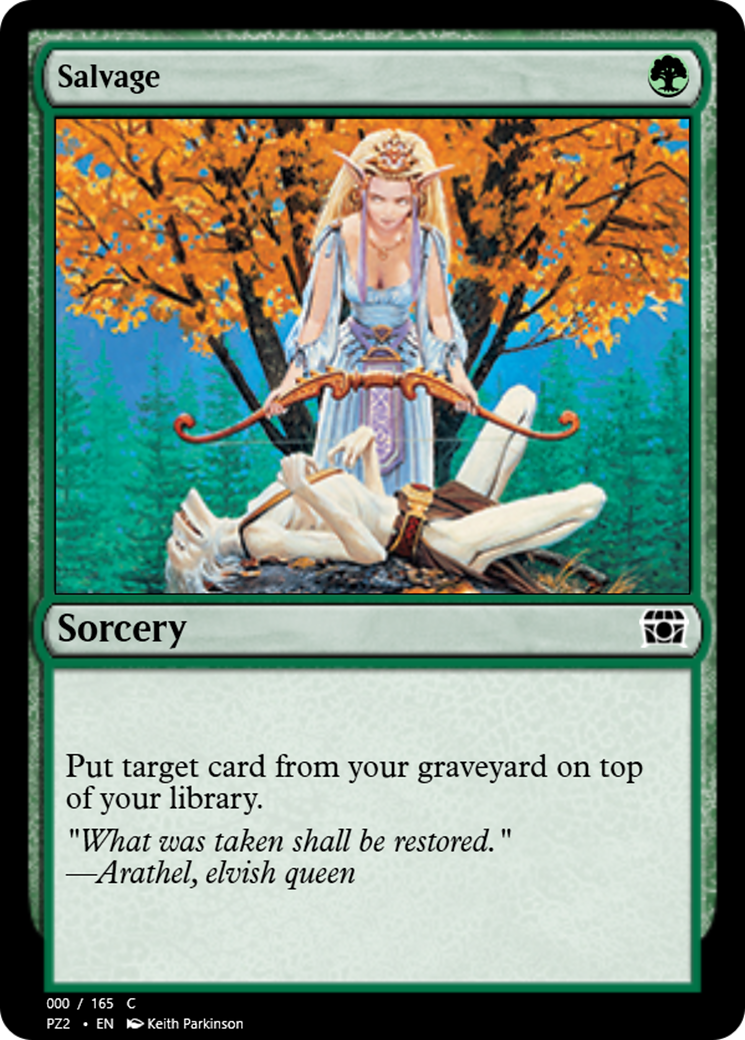 Salvage
Sorcery
Put target card from your graveyard on top
of your library.
"What was taken shall be restored."
—Arathel, elvish queen
000 / 165 C
PZ2 • EN Keith Parkinson